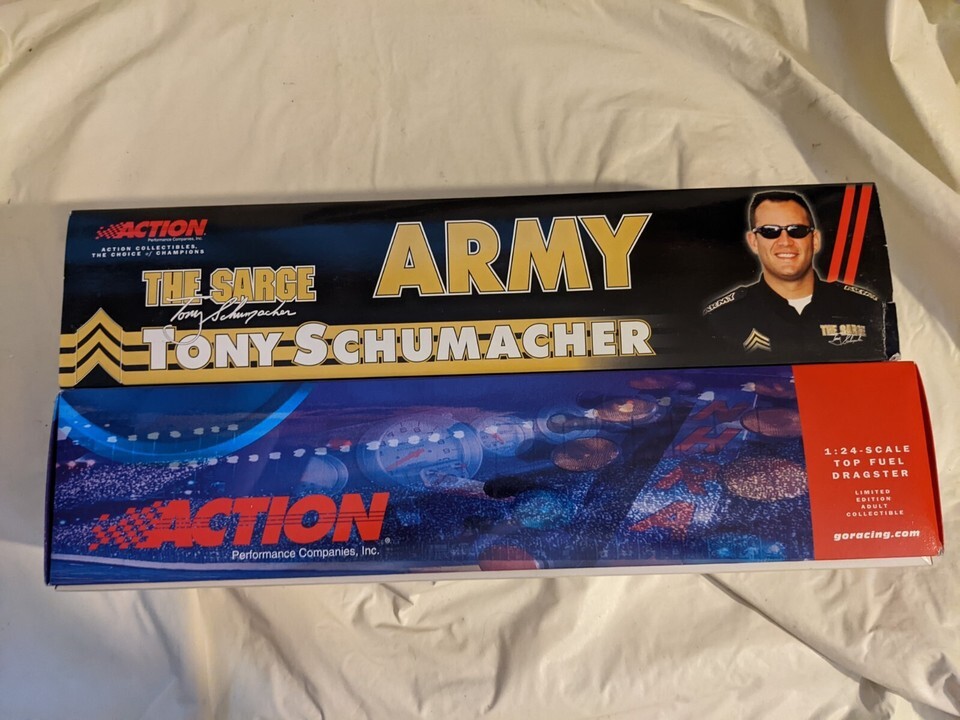 ACTION
Performance Companies, Inc.
ACTION COLLECTIBLES,
THE CHOICE of CHAMPIONS
THE SARGE
Tony Schumacher
TONY SCHUMACHER
ARMY
ARMY
THE SARGE
ACTION
Performance Companies, Inc.
1:24-SCALE
TOP FUEL
DRAGSTER
LIMITED
EDITION
ADULT
COLLECTIBLE
goracing.com